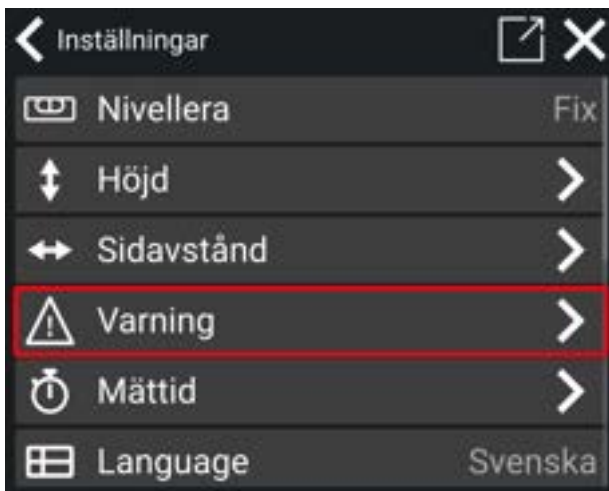 Inställningar
Nivellera Fix
Höjd
Sidavstånd
Varning
Mättid
Language Svenska